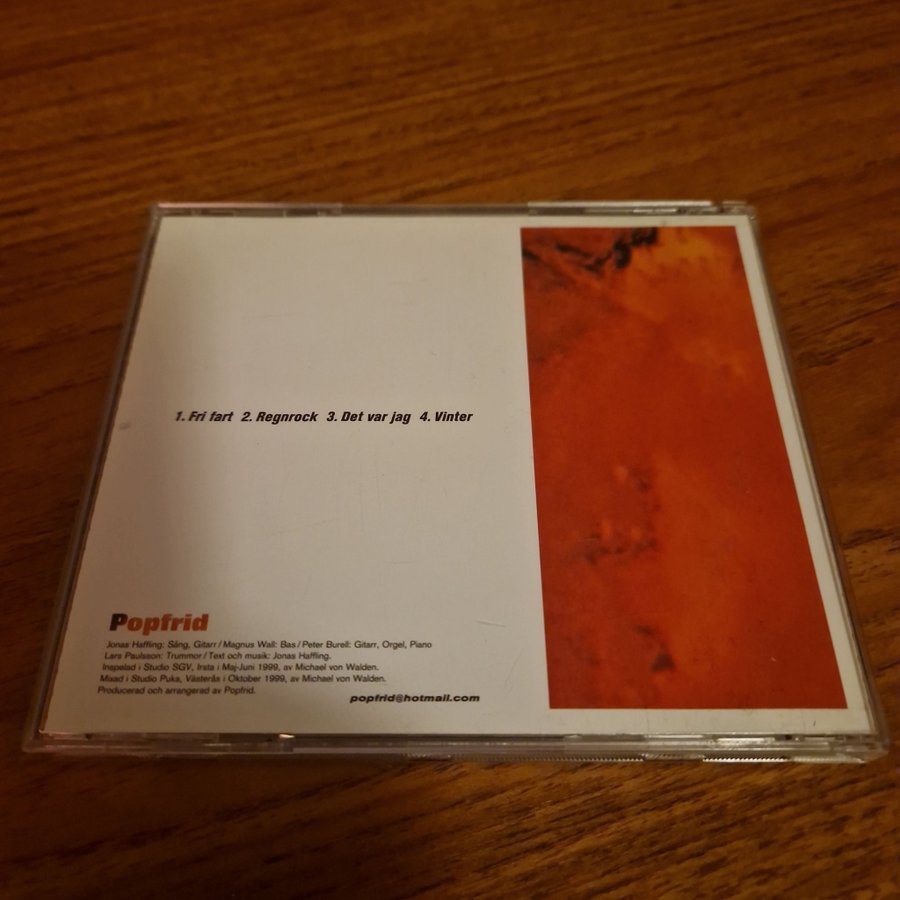 1. Fri fart 2. Regnrock 3. Det var jag 4. Vinter
Popfrid
Jonas Haffling: Sång, Gitarr / Magnus Wall: Bas / Peter Burell: Gitarr, Orgel, Piano
Lars Paulsson: Trummor / Text och musik: Jonas Haffling.
Inspelad i Studio SGV, Irsta i Maj-Juni 1999, av Michael von Walden.
Mixad i Studio Puka, Västerås i Oktober 1999, av Michael von Walden.
Producerad och arrangerad av Popfrid.
popfrid@hotmail.com